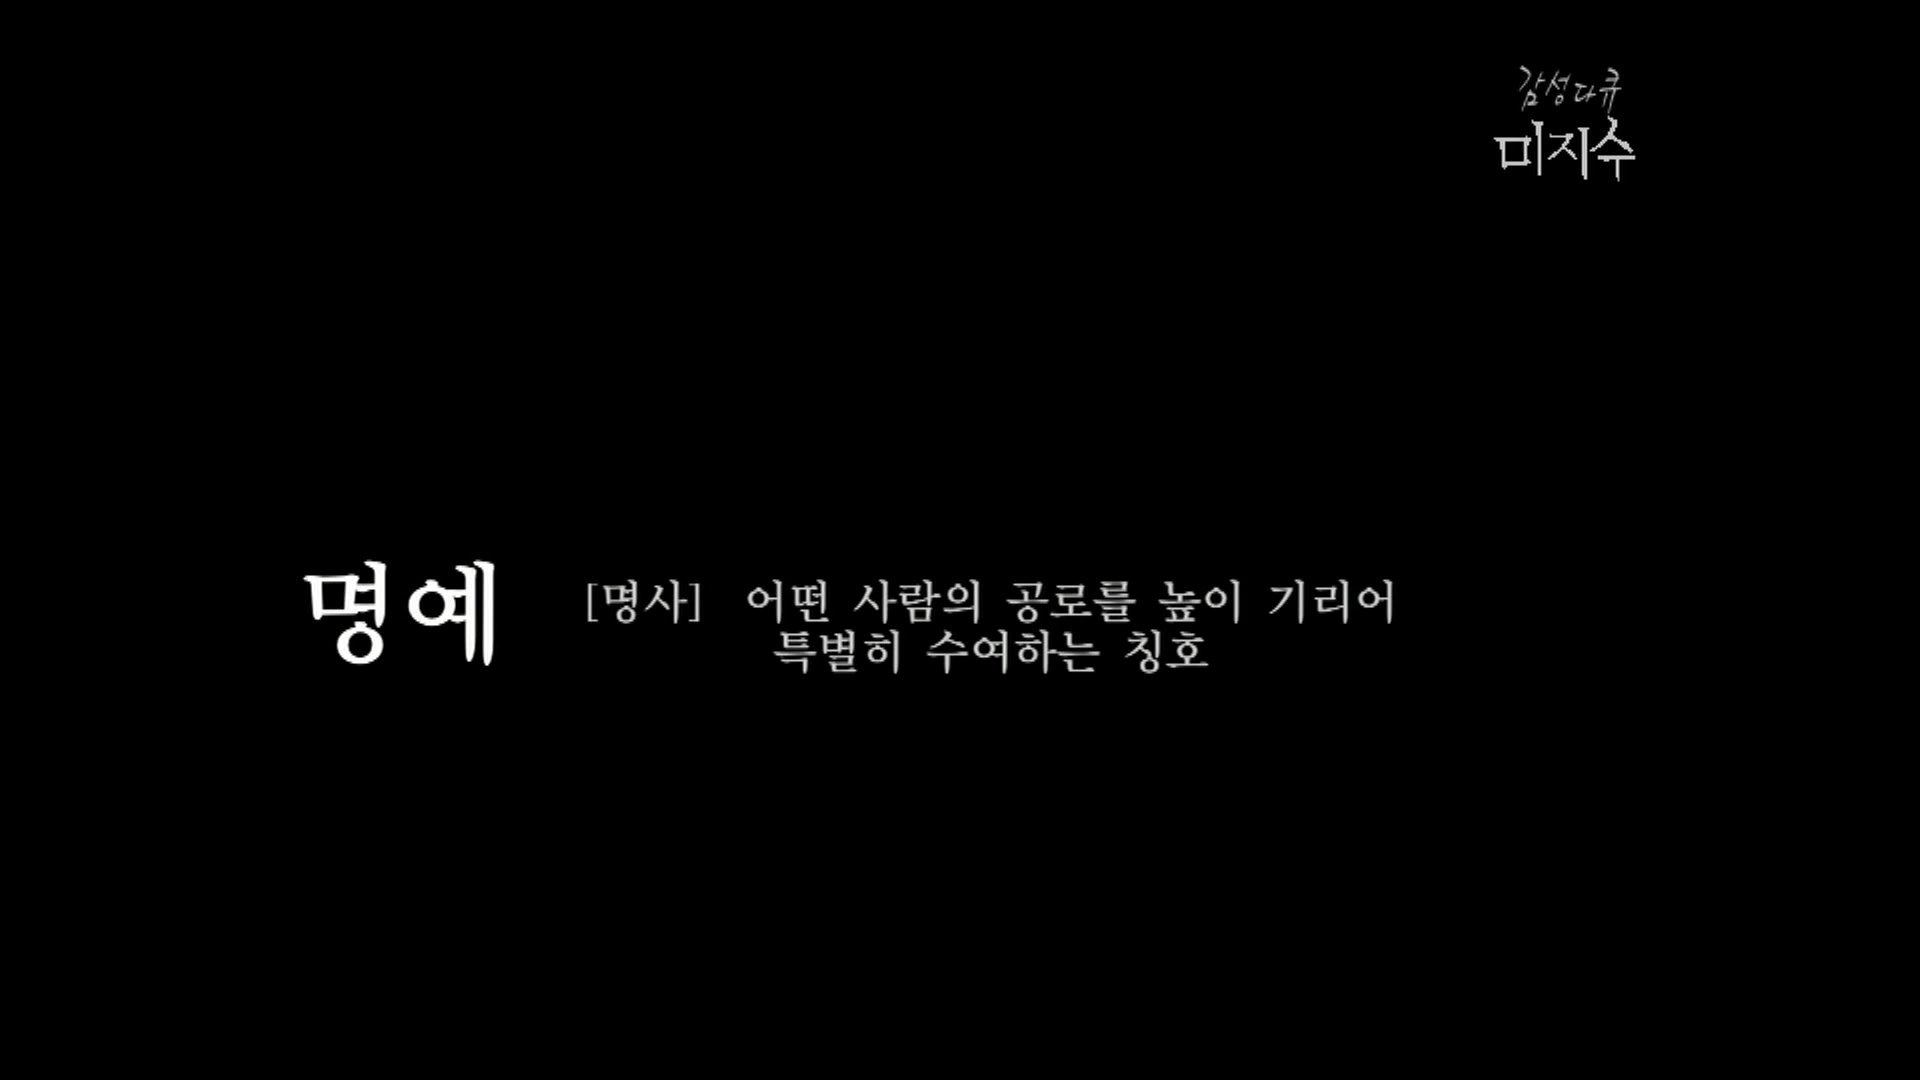 감성다큐
미지수
명예 [명사] 어떤 사람의 공로를 높이 기리어
특별히 수여하는 칭호